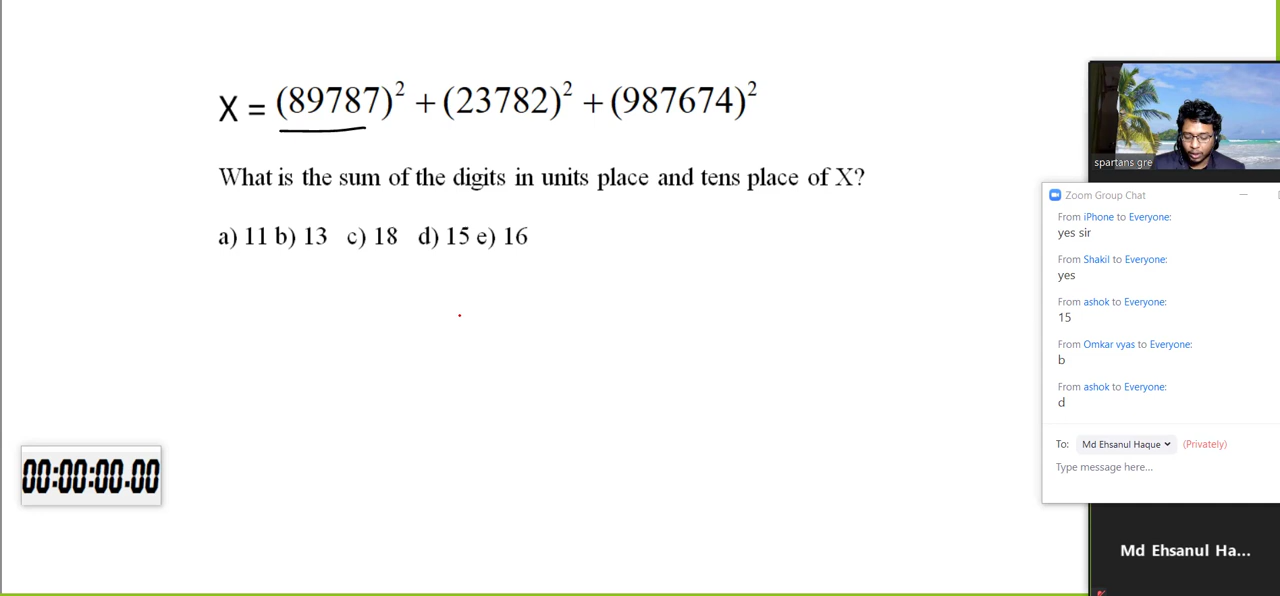 X = (89787)² + (23782)² + (987674)²
What is the sum of the digits in units place and tens place of X?
a) 11 b) 13 c) 18 d) 15 e) 16
00:00:00.00
spartans gre
Zoom Group Chat
From iPhone to Everyone:
yes sir
From Shakil to Everyone:
yes
From ashok to Everyone:
15
From Omkar vyas to Everyone:
b
From ashok to Everyone:
d
To: Md Ehsanul Haque (Privately)
Type message here...
Md Ehsanul Ha...